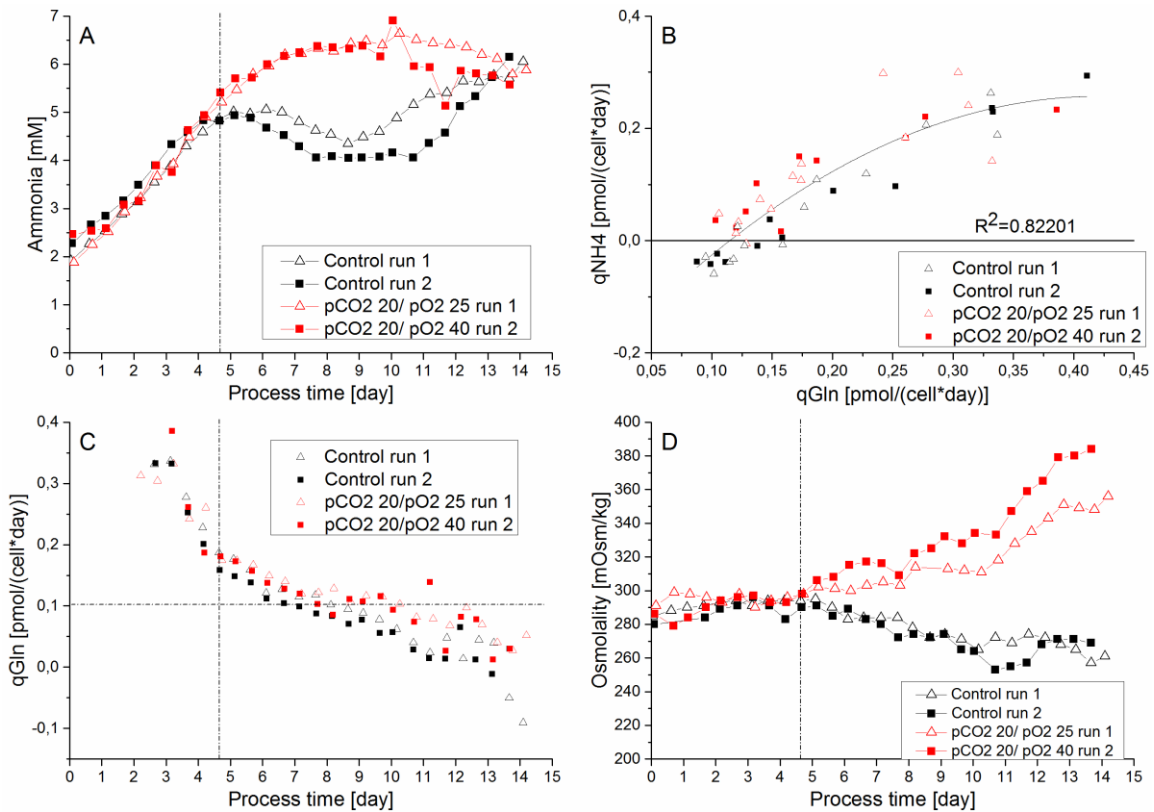 A
Ammonia [mM]
7
6
5
4
3
2
1
0
0 1 2 3 4 5 6 7 8 9 10 11 12 13 14 15
Process time [day]
Control run 1
Control run 2
pCO2 20/ pO2 25 run 1
pCO2 20/ pO2 40 run 2
B
qNH4 [pmol/(cell*day)]
0,4
0,2
0,0
-0,2
0,05 0,10 0,15 0,20 0,25 0,30 0,35 0,40 0,45
qGln [pmol/(cell*day)]
R2=0.82201
Control run 1
Control run 2
pCO2 20/pO2 25 run 1
pCO2 20/pO2 40 run 2
C
qGln [pmol/(cell*day)]
0,4
0,3
0,2
0,1
0,0
-0,1
0 1 2 3 4 5 6 7 8 9 10 11 12 13 14 15
Process time [day]
Control run 1
Control run 2
pCO2 20/pO2 25 run 1
pCO2 20/pO2 40 run 2
D
Osmolality [mOsm/kg]
400
380
360
340
320
300
280
260
240
220
200
0 1 2 3 4 5 6 7 8 9 10 11 12 13 14 15
Process time [day]
Control run 1
Control run 2
pCO2 20/ pO2 25 run 1
pCO2 20/ pO2 40 run 2